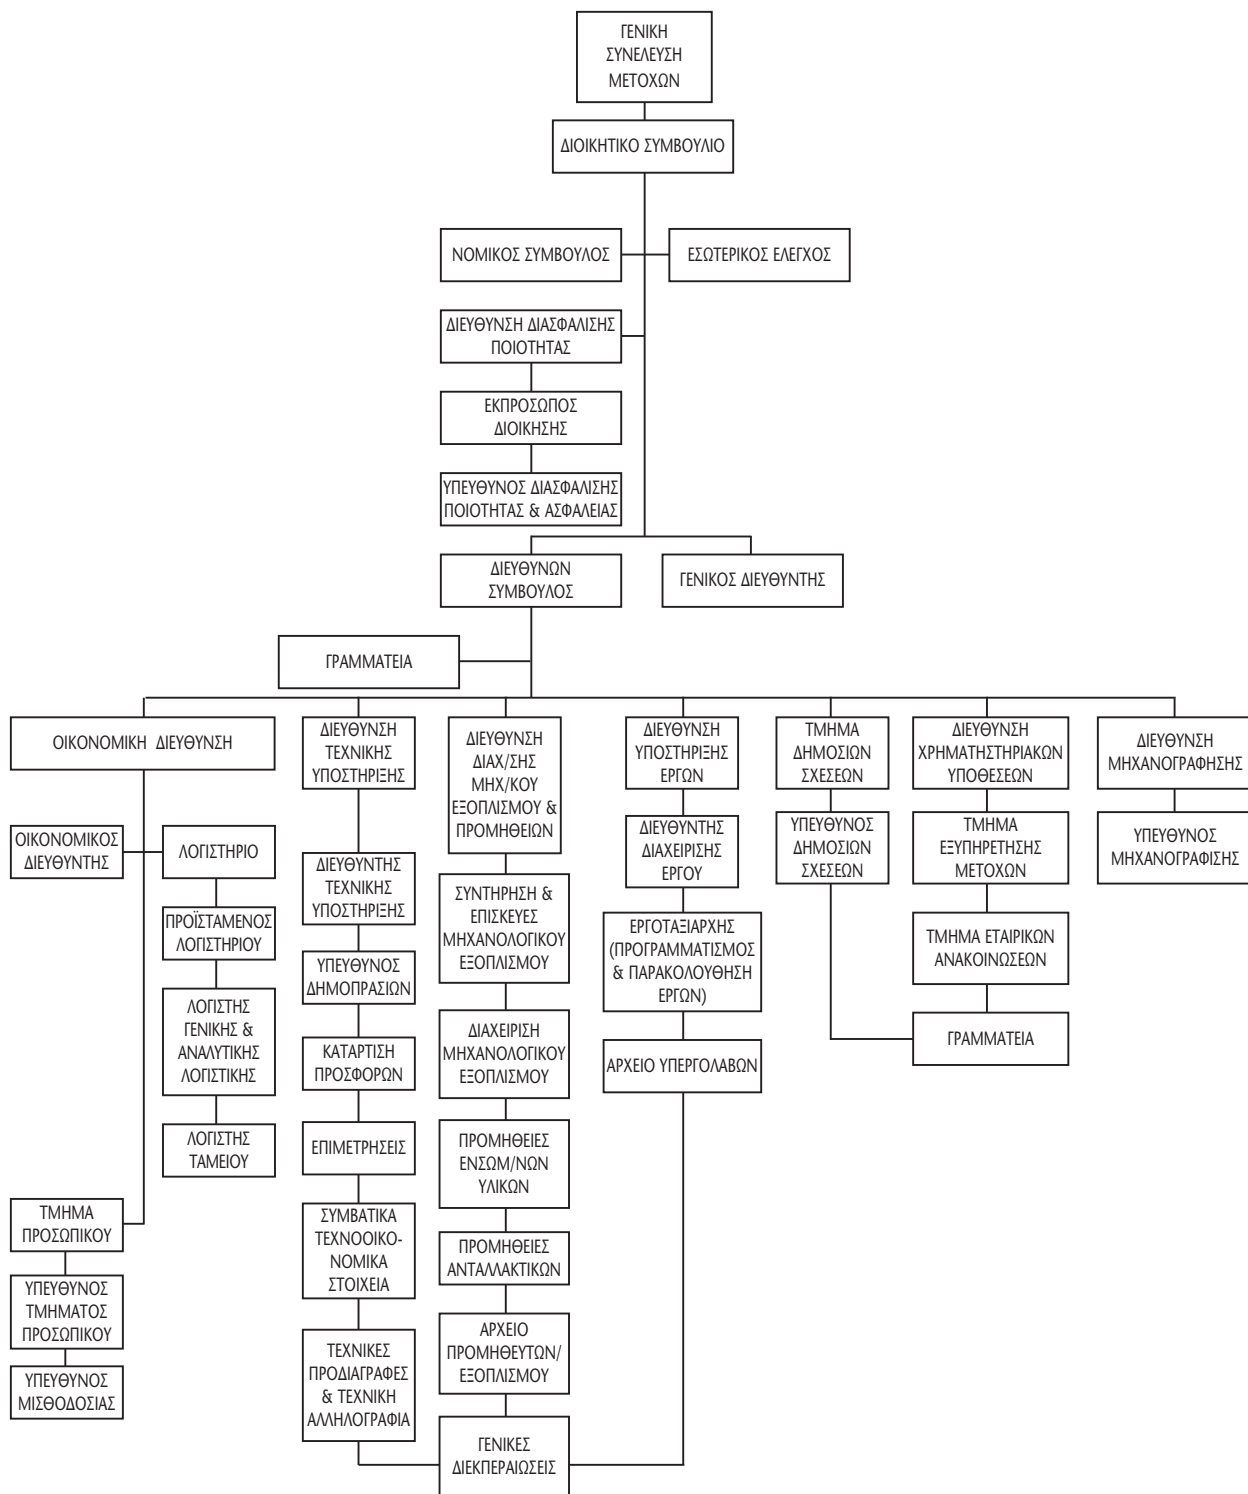 ΓΕΝΙΚΗ
ΣΥΝΕΛΕΥΣΗ
ΜΕΤΟΧΩΝ
ΔΙΟΙΚΗΤΙΚΟ ΣΥΜΒΟΥΛΙΟ
ΝΟΜΙΚΟΣ ΣΥΜΒΟΥΛΟΣ
ΕΣΩΤΕΡΙΚΟΣ ΕΛΕΓΧΟΣ
ΔΙΕΥΘΥΝΣΗ ΔΙΑΣΦΑΛΙΣΗΣ
ΠΟΙΟΤΗΤΑΣ
ΕΚΠΡΟΣΩΠΟΣ
ΔΙΟΙΚΗΣΗΣ
ΥΠΕΥΘΥΝΟΣ ΔΙΑΣΦΑΛΙΣΗΣ
ΠΟΙΟΤΗΤΑΣ & ΑΣΦΑΛΕΙΑΣ
ΔΙΕΥΘΥΝΩΝ
ΣΥΜΒΟΥΛΟΣ
ΓΕΝΙΚΟΣ ΔΙΕΥΘΥΝΤΗΣ
ΓΡΑΜΜΑΤΕΙΑ
ΟΙΚΟΝΟΜΙΚΗ ΔΙΕΥΘΥΝΣΗ
ΟΙΚΟΝΟΜΙΚΟΣ
ΔΙΕΥΘΥΝΤΗΣ
ΛΟΓΙΣΤΗΡΙΟ
ΠΡΟΪΣΤΑΜΕΝΟΣ
ΛΟΓΙΣΤΗΡΙΟΥ
ΛΟΓΙΣΤΗΣ
ΓΕΝΙΚΗΣ &
ΑΝΑΛΥΤΙΚΗΣ
ΛΟΓΙΣΤΙΚΗΣ
ΛΟΓΙΣΤΗΣ
ΤΑΜΕΙΟΥ
ΤΜΗΜΑ
ΠΡΟΣΩΠΙΚΟΥ
ΥΠΕΥΘΥΝΟΣ
ΤΜΗΜΑΤΟΣ
ΠΡΟΣΩΠΙΚΟΥ
ΥΠΕΥΘΥΝΟΣ
ΜΙΣΘΟΔΟΣΙΑΣ
ΔΙΕΥΘΥΝΣΗ
ΤΕΧΝΙΚΗΣ
ΥΠΟΣΤΗΡΙΞΗΣ
ΔΙΕΥΘΥΝΤΗΣ
ΤΕΧΝΙΚΗΣ
ΥΠΟΣΤΗΡΙΞΗΣ
ΥΠΕΥΘΥΝΟΣ
ΔΗΜΟΠΡΑΣΙΩΝ
ΚΑΤΑΡΤΙΣΗ
ΠΡΟΣΦΟΡΩΝ
ΕΠΙΜΕΤΡΗΣΕΙΣ
ΣΥΜΒΑΤΙΚΑ
ΤΕΧΝΟΟΙΚΟ-
ΝΟΜΙΚΑ
ΣΤΟΙΧΕΙΑ
ΤΕΧΝΙΚΕΣ
ΠΡΟΔΙΑΓΡΑΦΕΣ
& ΤΕΧΝΙΚΗ
ΑΛΛΗΛΟΓΡΑΦΙΑ
ΔΙΕΥΘΥΝΣΗ
ΔΙΑΧ/ΣΗΣ
ΜΗΧ/ΚΟΥ
ΕΞΟΠΛΙΣΜΟΥ &
ΠΡΟΜΗΘΕΙΩΝ
ΣΥΝΤΗΡΗΣΗ &
ΕΠΙΣΚΕΥΕΣ
ΜΗΧΑΝΟΛΟΓΙΚΟΥ
ΕΞΟΠΛΙΣΜΟΥ
ΔΙΑΧΕΙΡΙΣΗ
ΜΗΧΑΝΟΛΟΓΙΚΟΥ
ΕΞΟΠΛΙΣΜΟΥ
ΠΡΟΜΗΘΕΙΕΣ
ΕΝΣΩΜ/ΝΩΝ
ΥΛΙΚΩΝ
ΠΡΟΜΗΘΕΙΕΣ
ΑΝΤΑΛΛΑΚΤΙΚΩΝ
ΑΡΧΕΙΟ
ΠΡΟΜΗΘΕΥΤΩΝ/
ΕΞΟΠΛΙΣΜΟΥ
ΓΕΝΙΚΕΣ
ΔΙΕΚΠΕΡΑΙΩΣΕΙΣ
ΔΙΕΥΘΥΝΣΗ
ΥΠΟΣΤΗΡΙΞΗΣ
ΕΡΓΩΝ
ΔΙΕΥΘΥΝΤΗΣ
ΔΙΑΧΕΙΡΙΣΗΣ
ΕΡΓΟΥ
ΕΡΓΟΤΑΞΙΑΡΧΗΣ
(ΠΡΟΓΡΑΜΜΑΤΙΣΜΟΣ
& ΠΑΡΑΚΟΛΟΥΘΗΣΗ
ΕΡΓΩΝ)
ΑΡΧΕΙΟ ΥΠΕΡΓΟΛΑΒΩΝ
ΤΜΗΜΑ
ΔΗΜΟΣΙΩΝ
ΣΧΕΣΕΩΝ
ΥΠΕΥΘΥΝΟΣ
ΔΗΜΟΣΙΩΝ
ΣΧΕΣΕΩΝ
ΔΙΕΥΘΥΝΣΗ
ΧΡΗΜΑΤΗΣΤΗΡΙΑΚΩΝ
ΥΠΟΘΕΣΕΩΝ
ΤΜΗΜΑ
ΕΞΥΠΗΡΕΤΗΣΗΣ
ΜΕΤΟΧΩΝ
ΤΜΗΜΑ ΕΤΑΙΡΙΚΩΝ
ΑΝΑΚΟΙΝΩΣΕΩΝ
ΓΡΑΜΜΑΤΕΙΑ
ΔΙΕΥΘΥΝΣΗ
ΜΗΧΑΝΟΓΡΑΦΗΣΗΣ
ΥΠΕΥΘΥΝΟΣ
ΜΗΧΑΝΟΓΡΑΦΙΣΗΣ